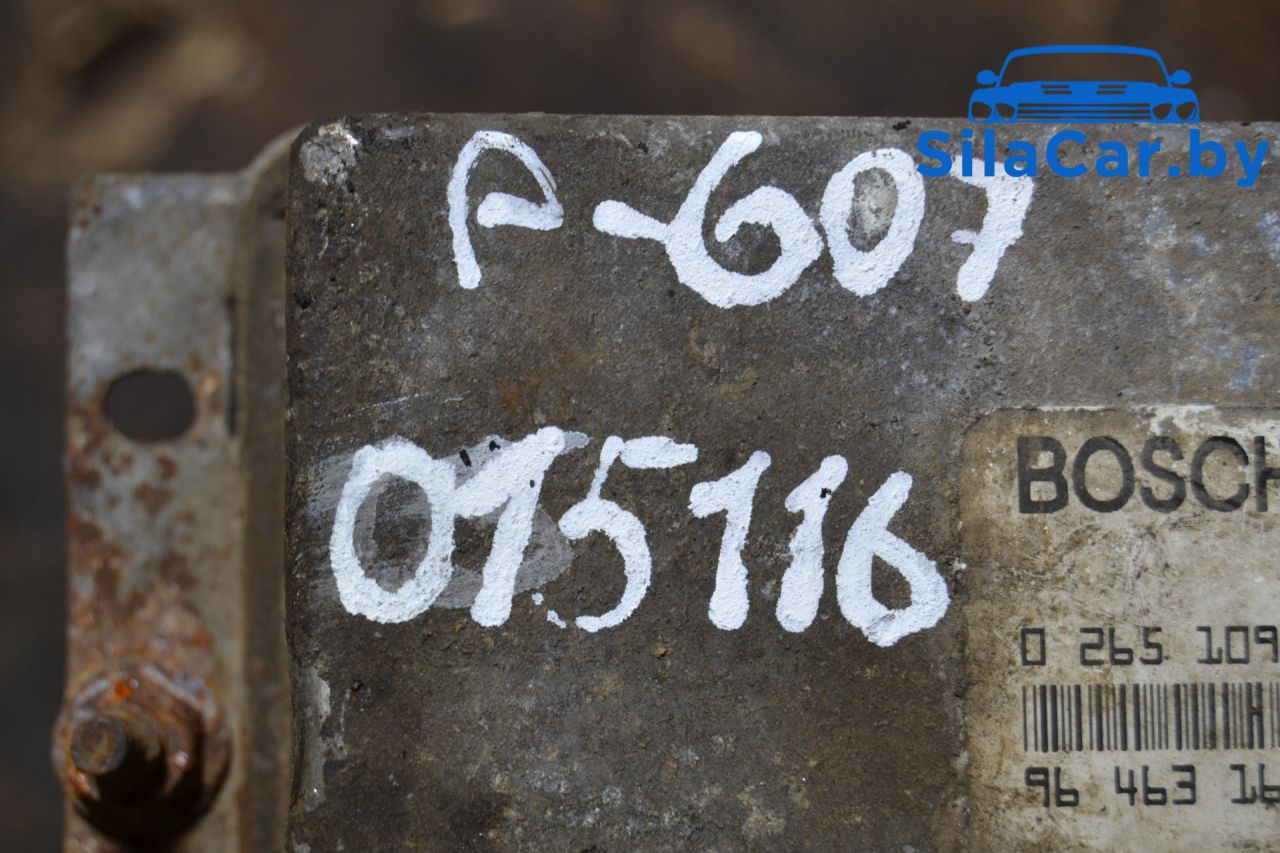 SilaCar.by
P-607
015116
BOSCH
0 265 109
96 463 16